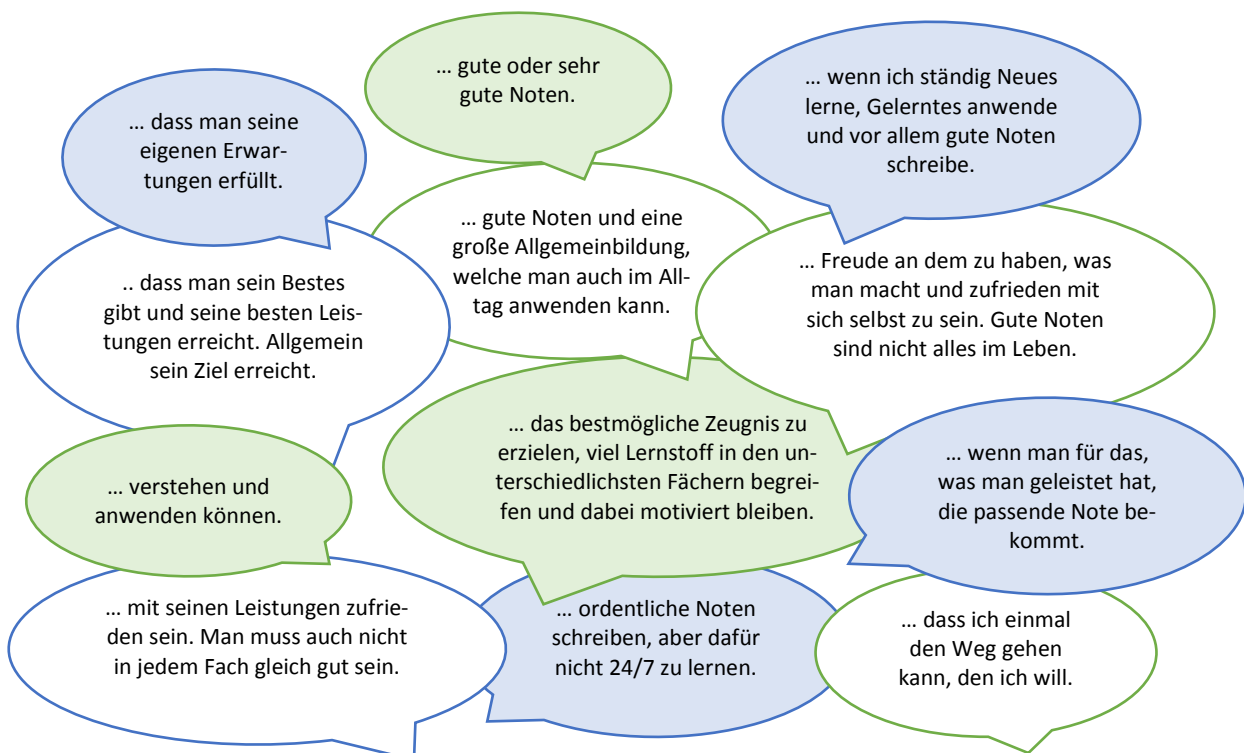 … gute oder sehr
gute Noten.
… dass man seine
eigenen Erwar-
tungen erfüllt.
… wenn ich ständig Neues
lerne, Gelerntes anwende
und vor allem gute Noten
schreibe.
.. dass man sein Bestes
gibt und seine besten Leis-
tungen erreicht. Allgemein
sein Ziel erreicht.
… gute Noten und eine
große Allgemeinbildung,
welche man auch im All-
tag anwenden kann.
… Freude an dem zu haben, was
man macht und zufrieden mit
sich selbst zu sein. Gute Noten
sind nicht alles im Leben.
… verstehen und
anwenden können.
… das bestmögliche Zeugnis zu
erzielen, viel Lernstoff in den un-
terschiedlichsten Fächern begrei-
fen und dabei motiviert bleiben.
… wenn man für das,
was man geleistet hat,
die passende Note be-
kommt.
… mit seinen Leistungen zufrie-
den sein. Man muss auch nicht
in jedem Fach gleich gut sein.
… ordentliche Noten
schreiben, aber dafür
nicht 24/7 zu lernen.
… dass ich einmal
den Weg gehen
kann, den ich will.